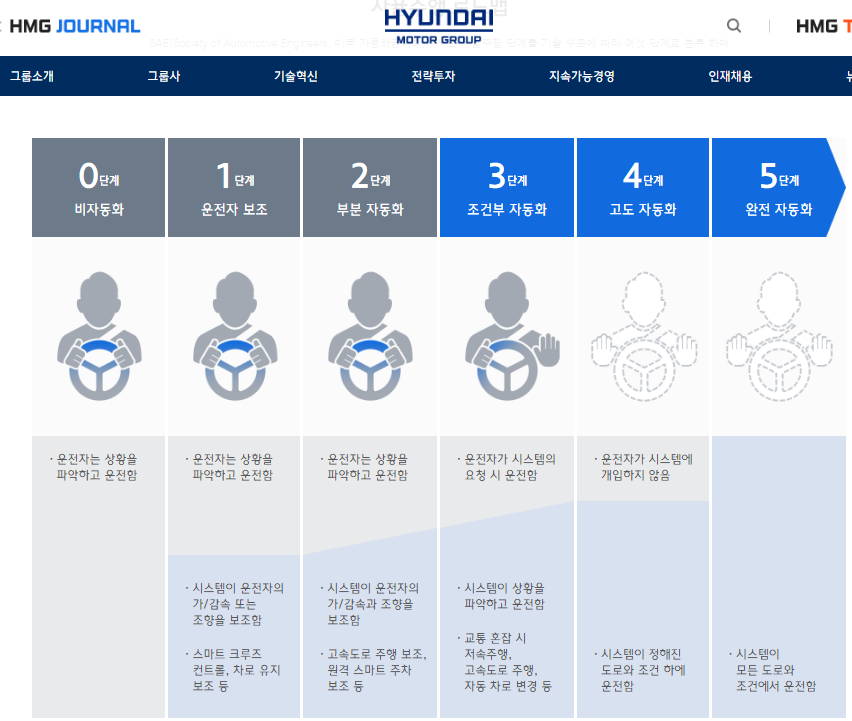 HMG JOURNAL
HYUNDAI
MOTOR GROUP
HMG
그룹소개
그룹사
기술혁신
전략투자
지속가능경영
인재채용
0단계
비자동화
1단계
운전자 보조
2단계
부분 자동화
3단계
조건부 자동화
4단계
고도 자동화
5단계
완전 자동화
· 운전자는 상황을
파악하고 운전함
· 운전자는 상황을
파악하고 운전함
· 시스템이 운전자의
가/감속 또는
조향을 보조함
· 스마트 크루즈
컨트롤, 차로 유지
보조 등
· 운전자는 상황을
파악하고 운전함
· 시스템이 운전자의
가/감속과 조향을
보조함
· 고속도로 주행 보조,
원격 스마트 주차
보조 등
· 운전자가 시스템의
요청 시 운전함
· 시스템이 상황을
파악하고 운전함
· 교통 혼잡 시
저속주행,
고속도로 주행,
자동 차로 변경 등
· 운전자가 시스템에
개입하지 않음
· 시스템이 정해진
도로와 조건 하에
운전함
· 시스템이
모든 도로와
조건에서 운전함